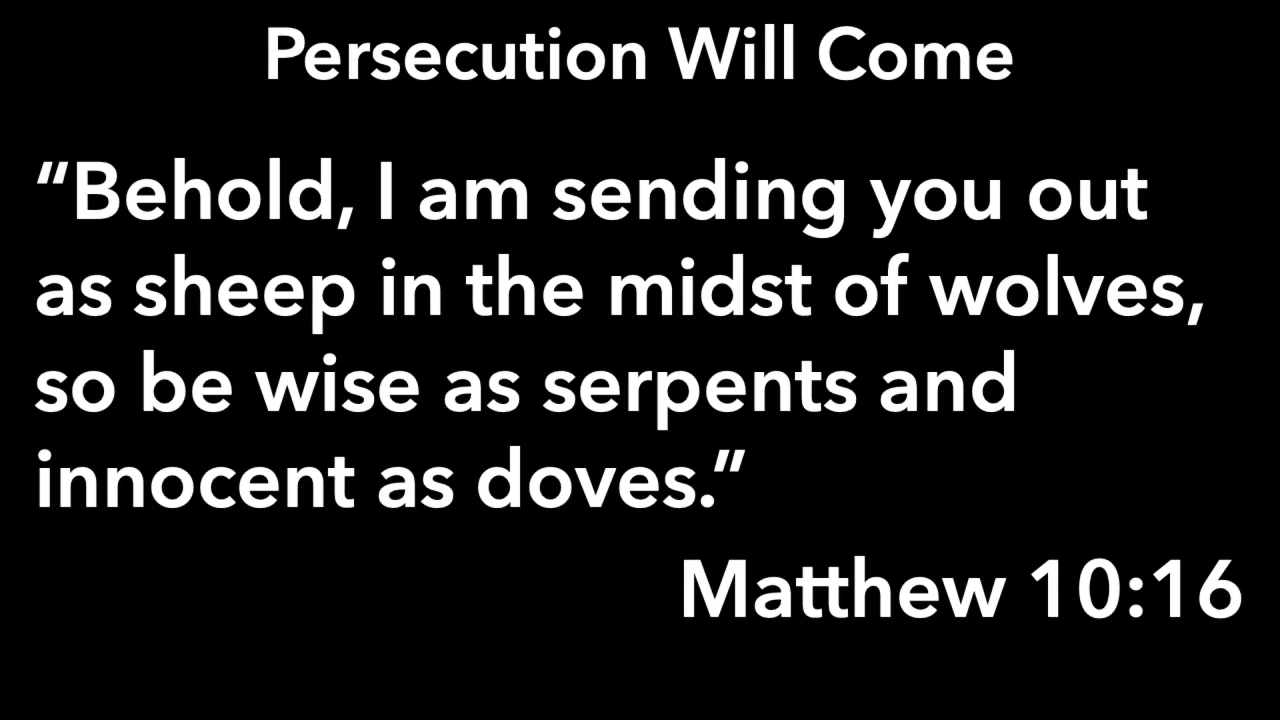 Persecution Will Come
“Behold, I am sending you out
as sheep in the midst of wolves,
so be wise as serpents and
innocent as doves.”
Matthew 10:16